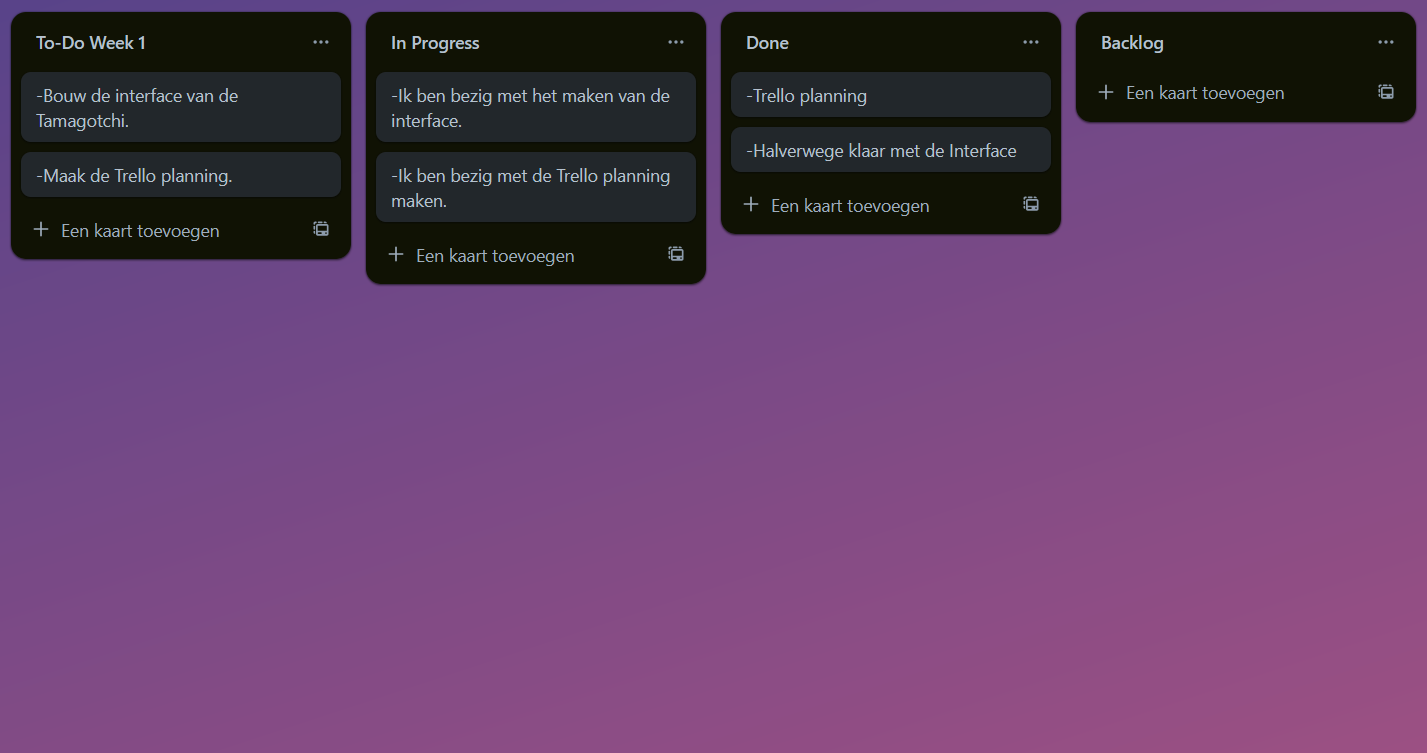 To-Do Week 1
-Bouw de interface van de
Tamagotchi.
-Maak de Trello planning.
Een kaart toevoegen
In Progress
-Ik ben bezig met het maken van de
interface.
-Ik ben bezig met de Trello planning
maken.
Een kaart toevoegen
Done
-Trello planning
-Halverwege klaar met de Interface
Een kaart toevoegen
Backlog
Een kaart toevoegen